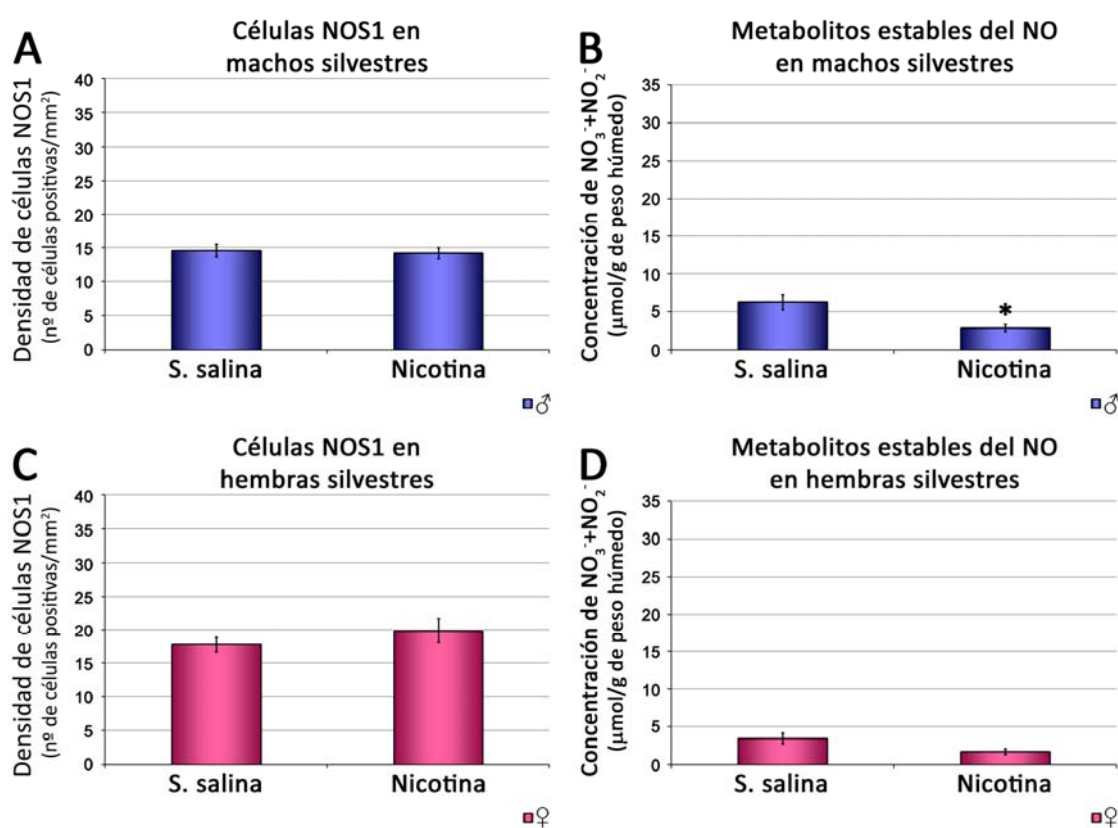 A
Células NOS1 en
machos silvestres
Densidad de células NOS1
(nº de células positivas/mm²)
40
35
30
25
20
15
10
5
0
S. salina
Nicotina
♂
B
Metabolitos estables del NO
en machos silvestres
Concentración de NO₃⁻+NO₂⁻
(µmol/g de peso húmedo)
35
30
25
20
15
10
5
0
*
S. salina
Nicotina
♂
C
Células NOS1 en
hembras silvestres
Densidad de células NOS1
(nº de células positivas/mm²)
40
35
30
25
20
15
10
5
0
S. salina
Nicotina
♀
D
Metabolitos estables del NO
en hembras silvestres
Concentración de NO₃⁻+NO₂⁻
(µmol/g de peso húmedo)
35
30
25
20
15
10
5
0
S. salina
Nicotina
♀